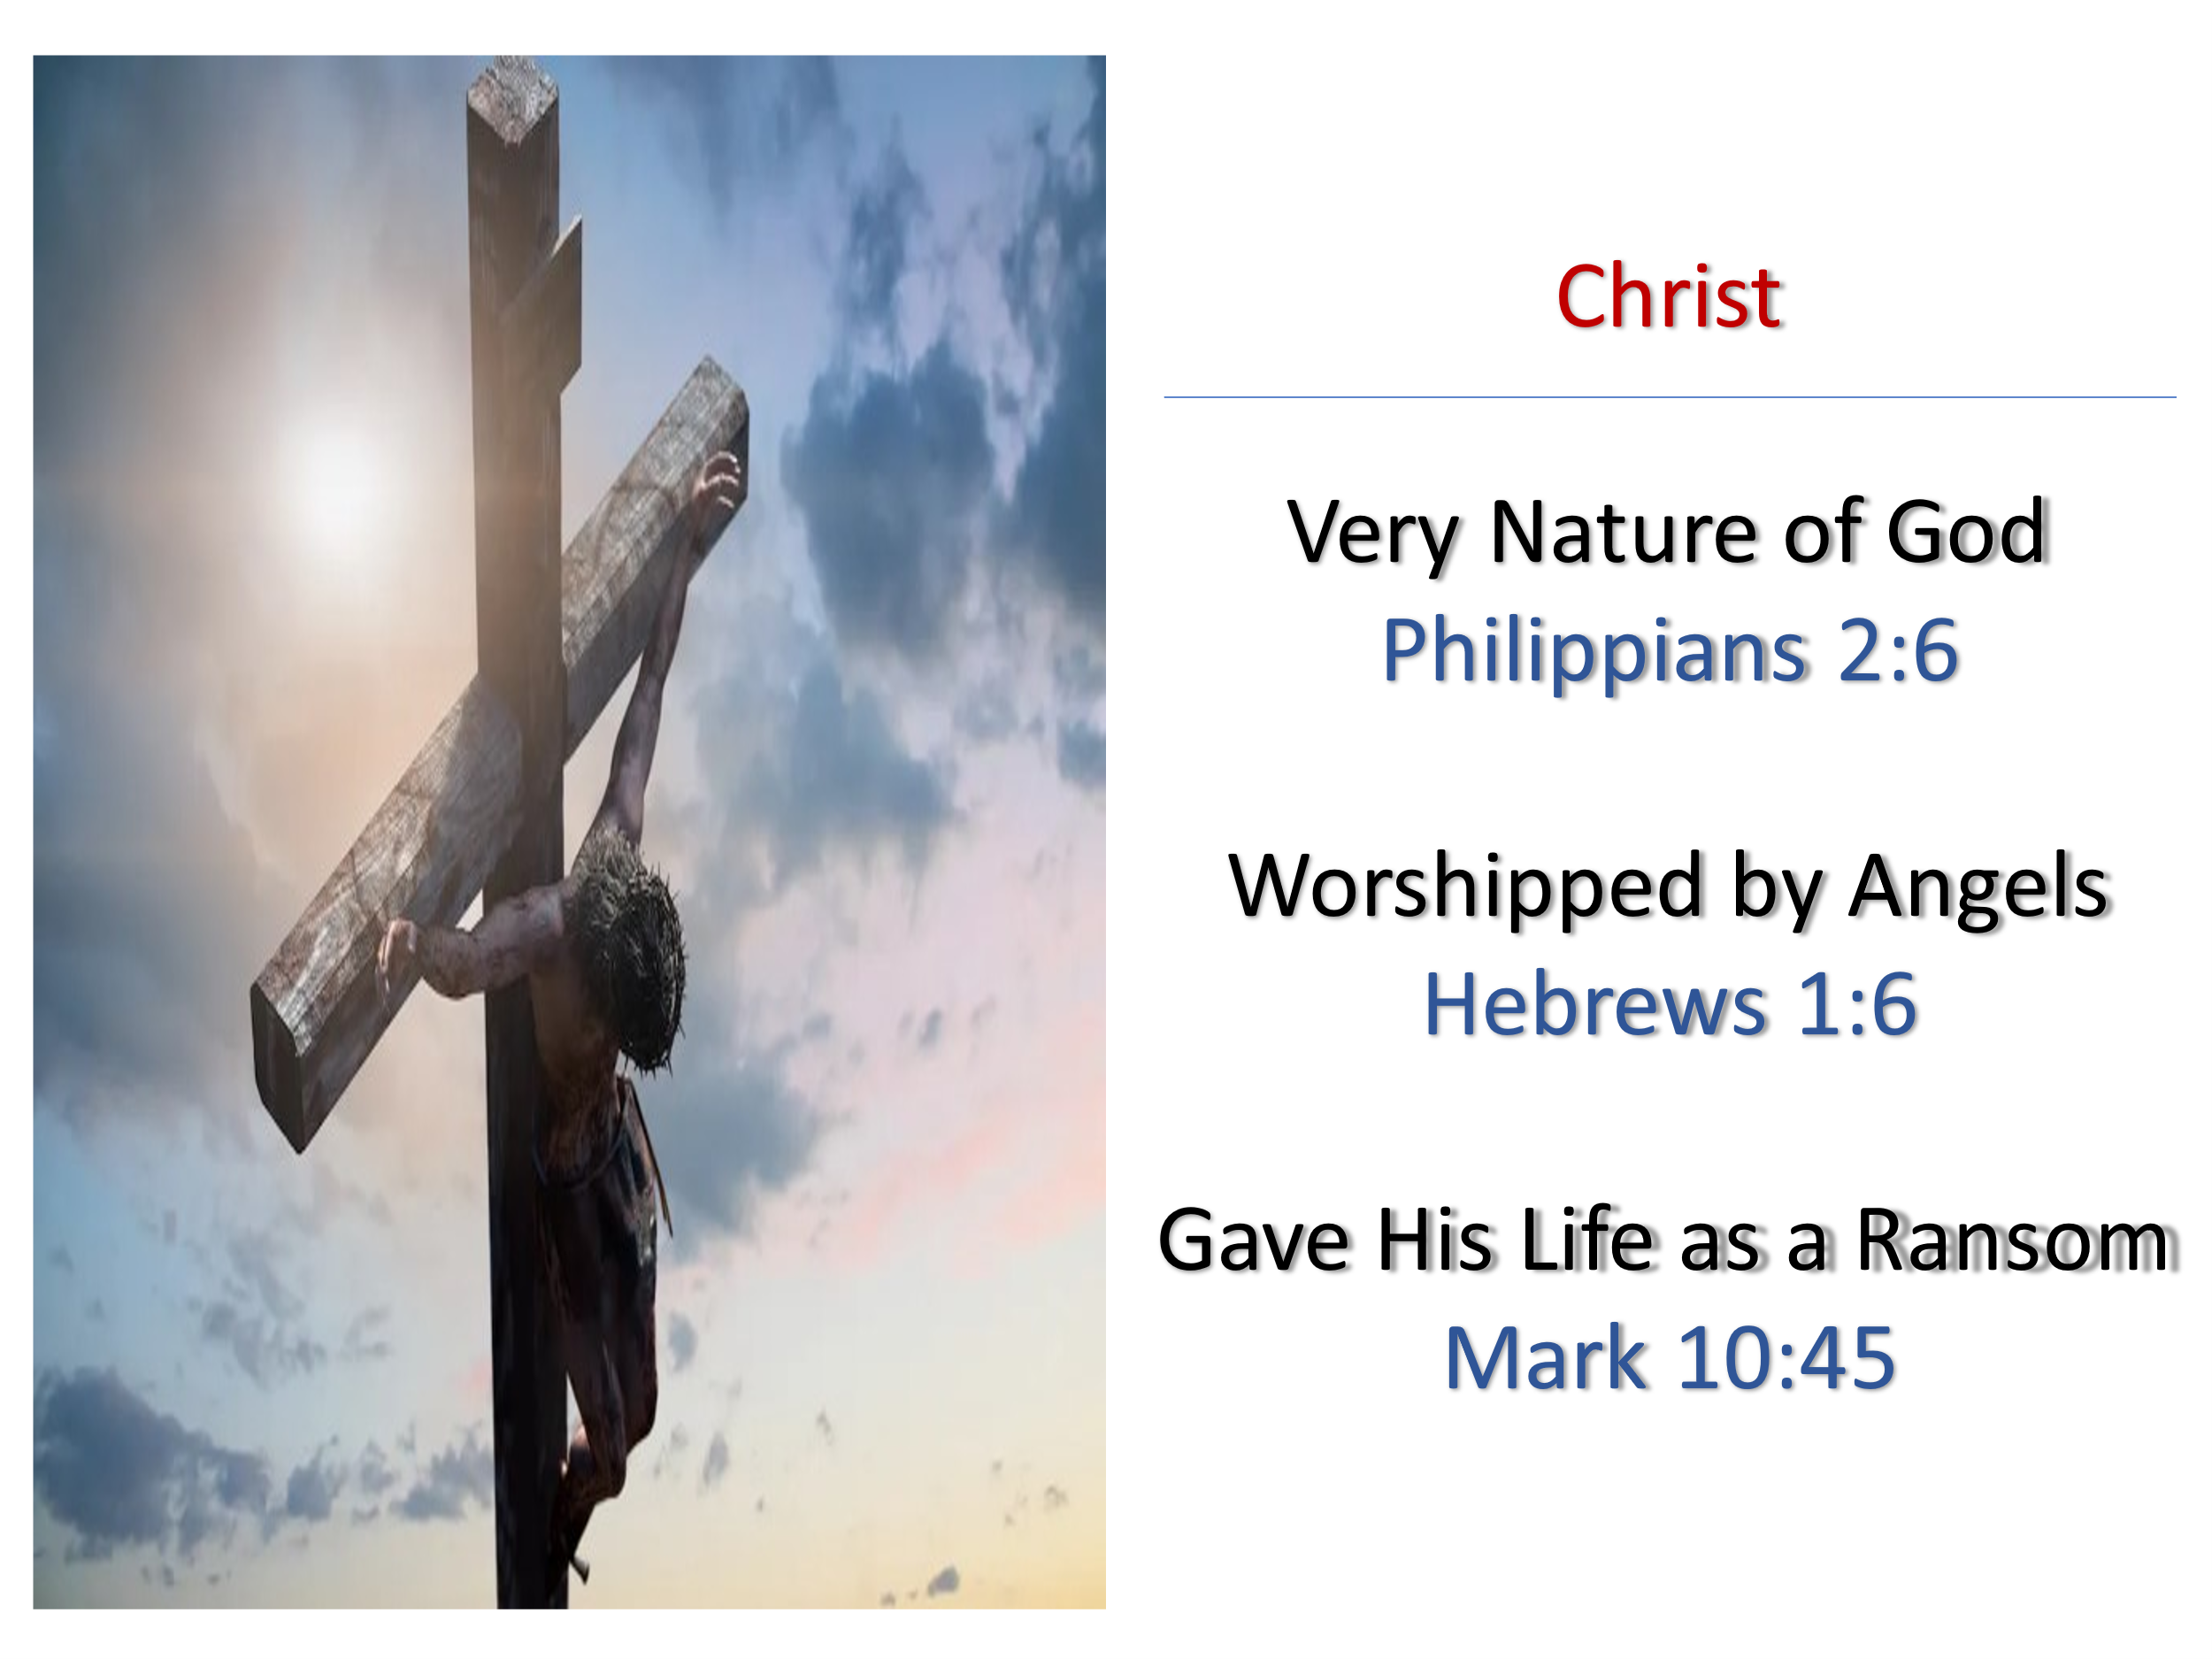 Christ
Very Nature of God
Philippians 2:6
Worshipped by Angels
Hebrews 1:6
Gave His Life as a Ransom
Mark 10:45